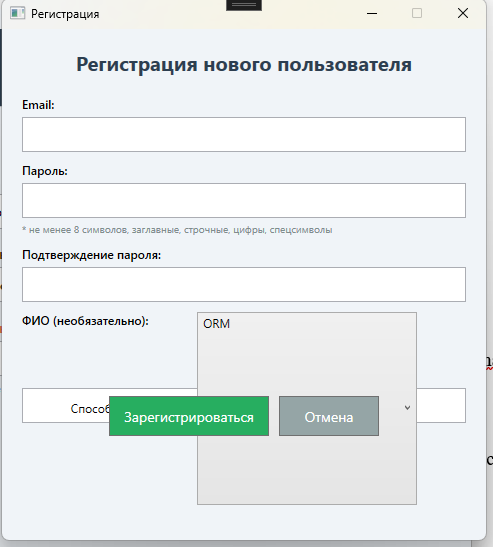 Регистрация
Регистрация нового пользователя
Email:
Пароль:
* не менее 8 символов, заглавные, строчные, цифры, спецсимволы
Подтверждение пароля:
ФИО (необязательно):
ORM
Способ
Зарегистрироваться
Отмена